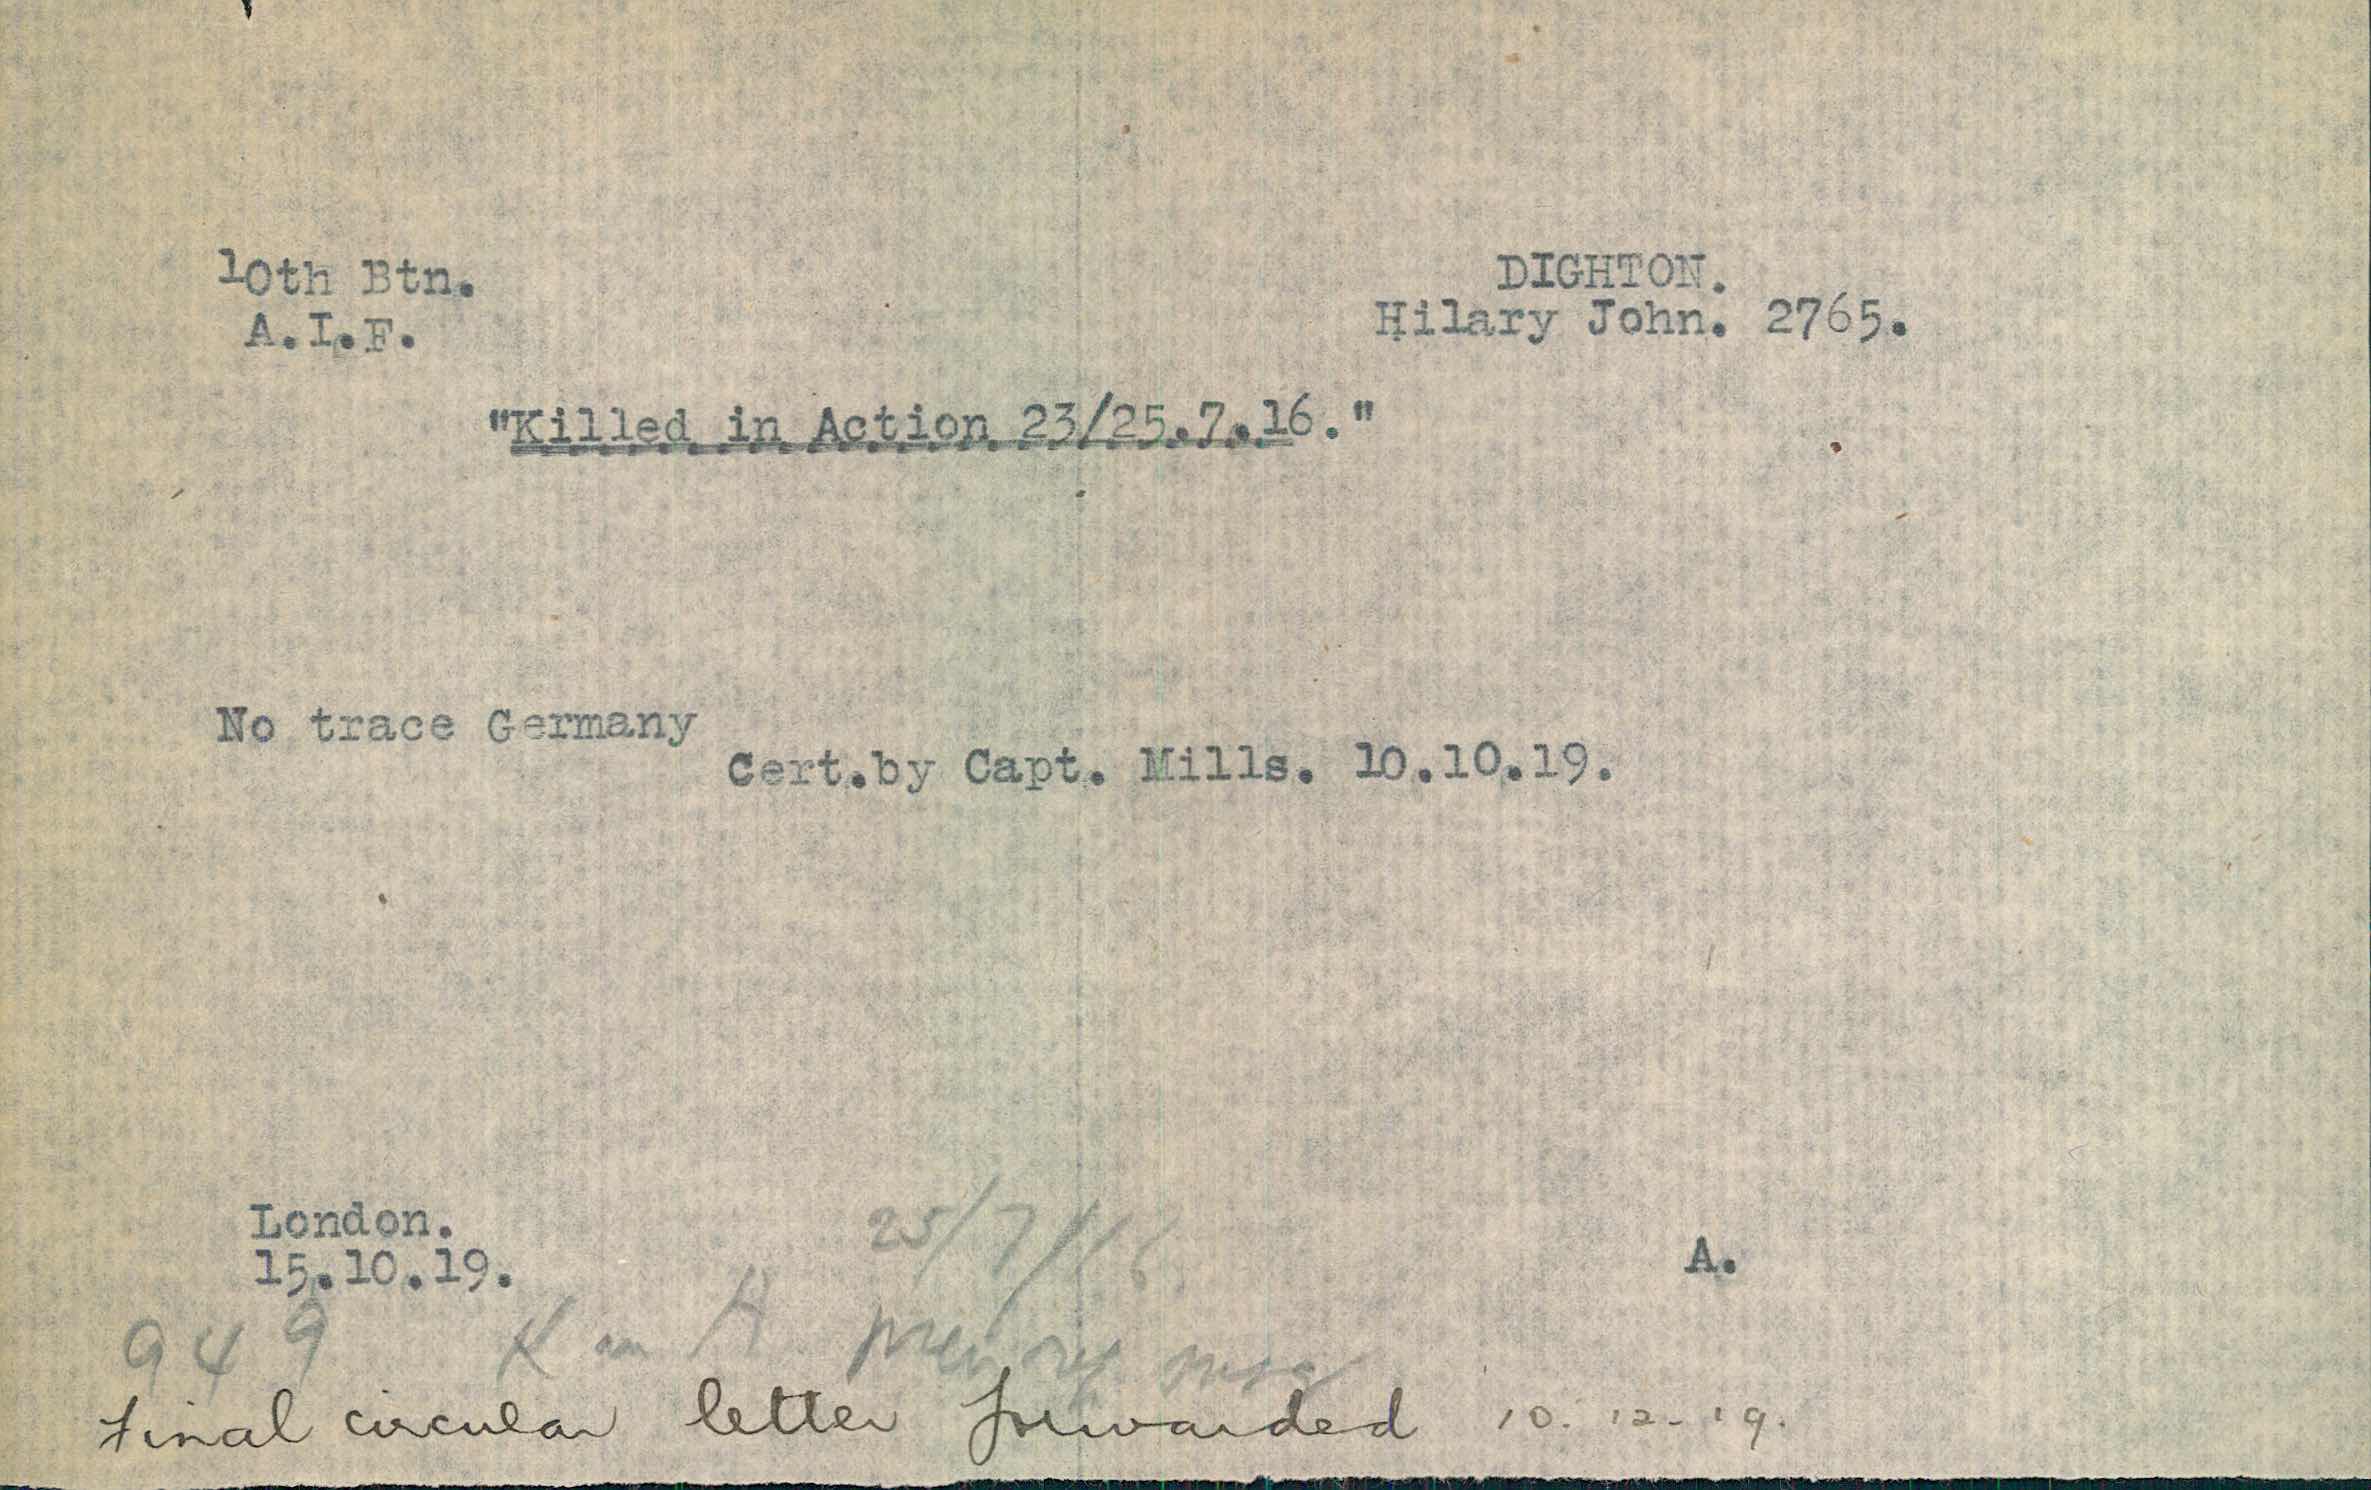 10th Btn.
A.I.F.
DIGHTON.
Hilary John. 2765.
"Killed in Action 23/25.7.16."
No trace Germany
Cert.by Capt. Mills. 10.10.19.
London.
15.10.19.
A.
25/7/16
949 K in A
Final circular letter forwarded 10.12.19.